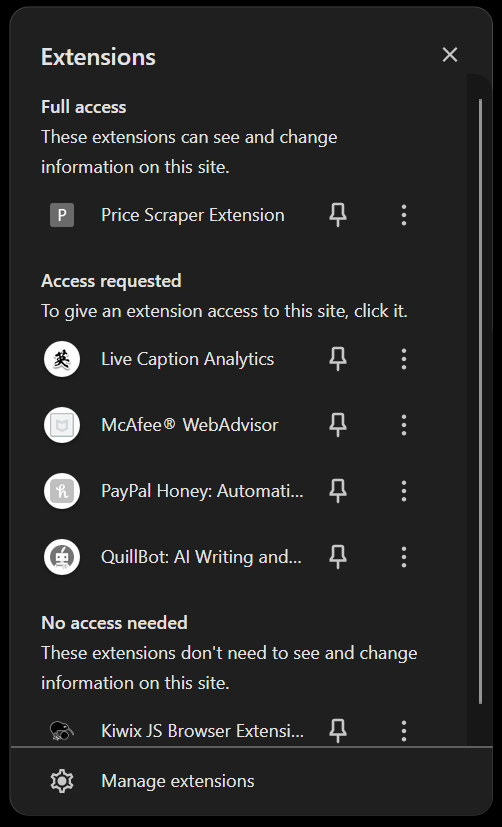 Extensions
Full access
These extensions can see and change
information on this site.
P
Price Scraper Extension
Access requested
To give an extension access to this site, click it.
英
Live Caption Analytics
McAfee® WebAdvisor
h
PayPal Honey: Automati...
QuillBot: AI Writing and...
No access needed
These extensions don't need to see and change
information on this site.
Kiwix JS Browser Extensi...
Manage extensions